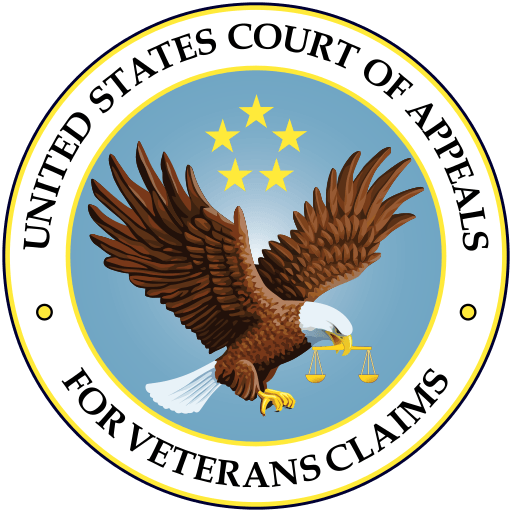 UNITED STATES COURT OF APPEALS
FOR VETERANS CLAIMS